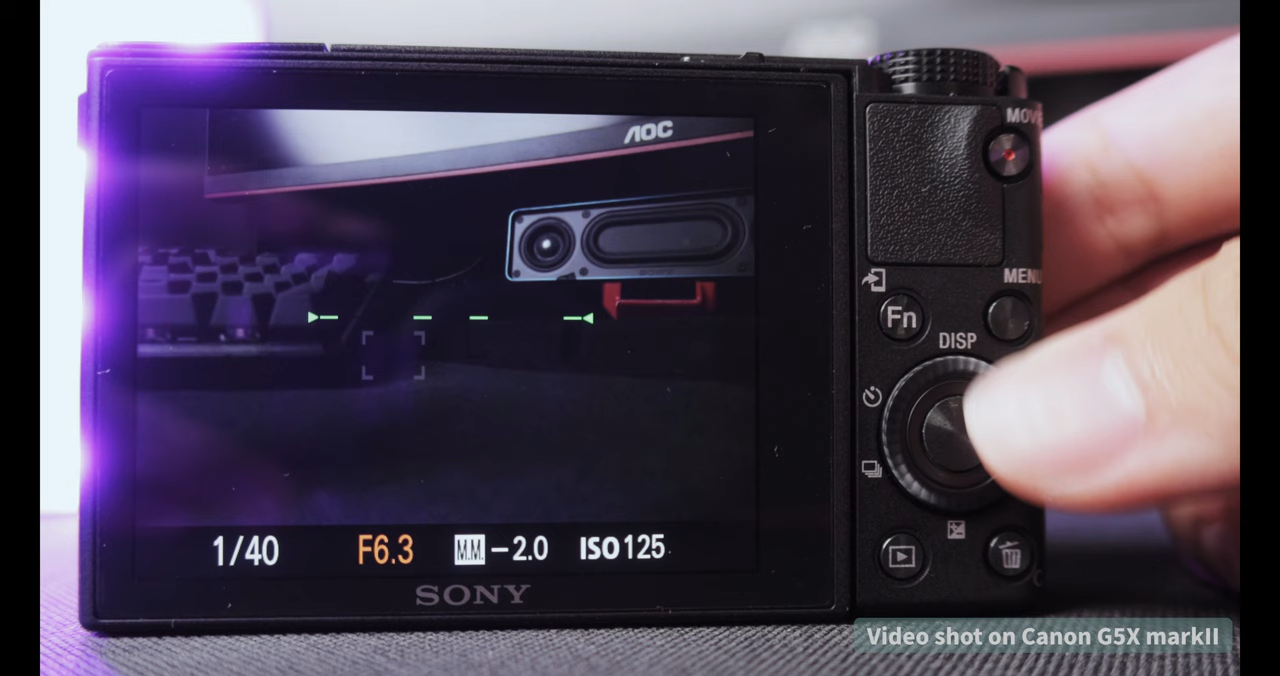 AOC
MOVIE
MENU
Fn
DISP
1/40 F6.3 M.M. -2.0 ISO 125
SONY
Video shot on Canon G5X markII